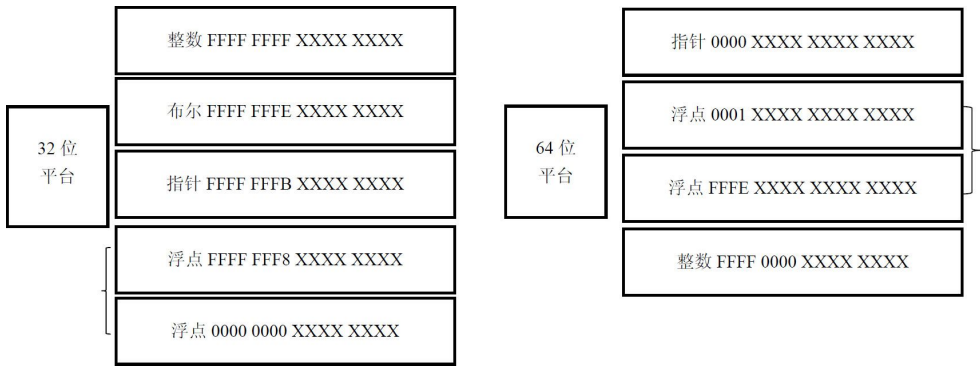 32 位
平台
整数 FFFF FFFF XXXX XXXX
布尔 FFFF FFFE XXXX XXXX
指针 FFFF FFFB XXXX XXXX
浮点 FFFF FFF8 XXXX XXXX
浮点 0000 0000 XXXX XXXX
64 位
平台
指针 0000 XXXX XXXX XXXX
浮点 0001 XXXX XXXX XXXX
浮点 FFFE XXXX XXXX XXXX
整数 FFFF 0000 XXXX XXXX